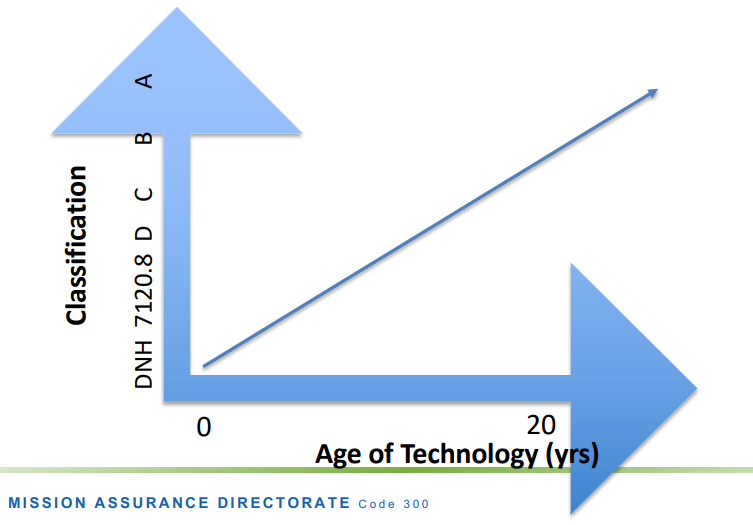 Classification
DNH 7120.8 D C B A
0 20
Age of Technology (yrs)
MISSION ASSURANCE DIRECTORATE Code 300